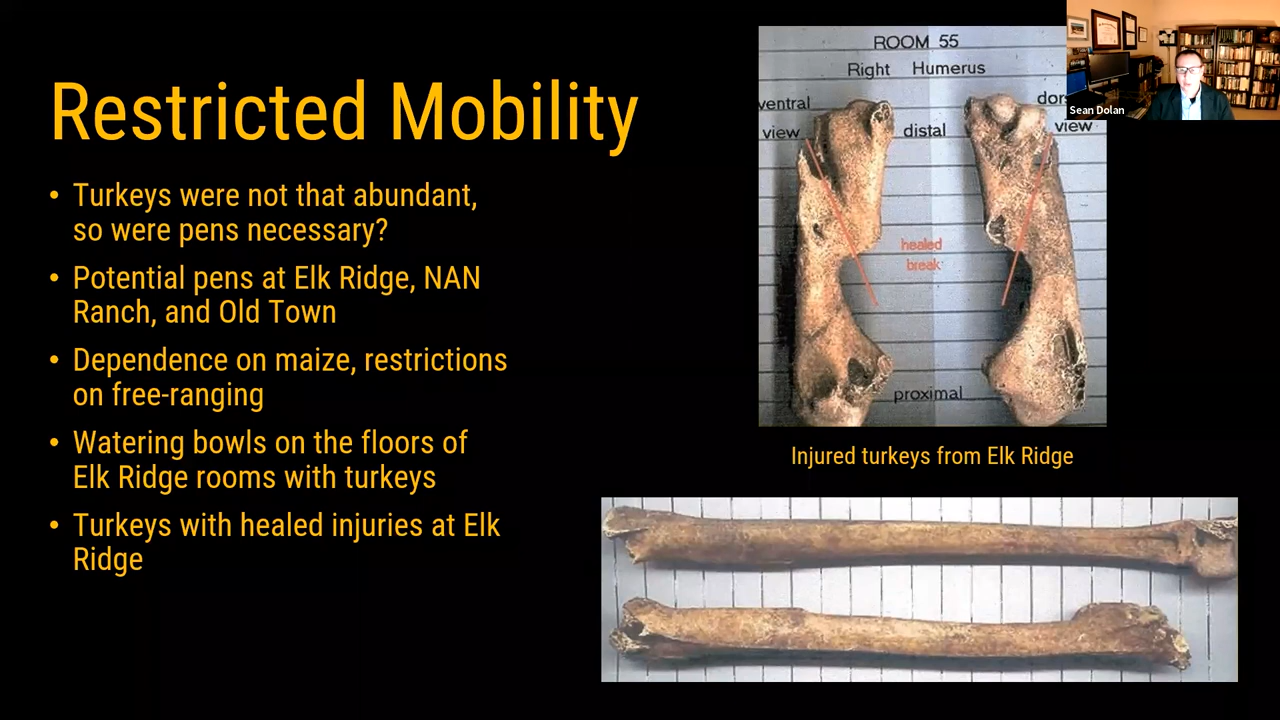 Restricted Mobility
• Turkeys were not that abundant,
so were pens necessary?
• Potential pens at Elk Ridge, NAN
Ranch, and Old Town
• Dependence on maize, restrictions
on free-ranging
• Watering bowls on the floors of
Elk Ridge rooms with turkeys
• Turkeys with healed injuries at Elk
Ridge
ROOM 55
Right Humerus
ventral
view
distal
view
healed
break
proximal
Injured turkeys from Elk Ridge
Sean Dolan